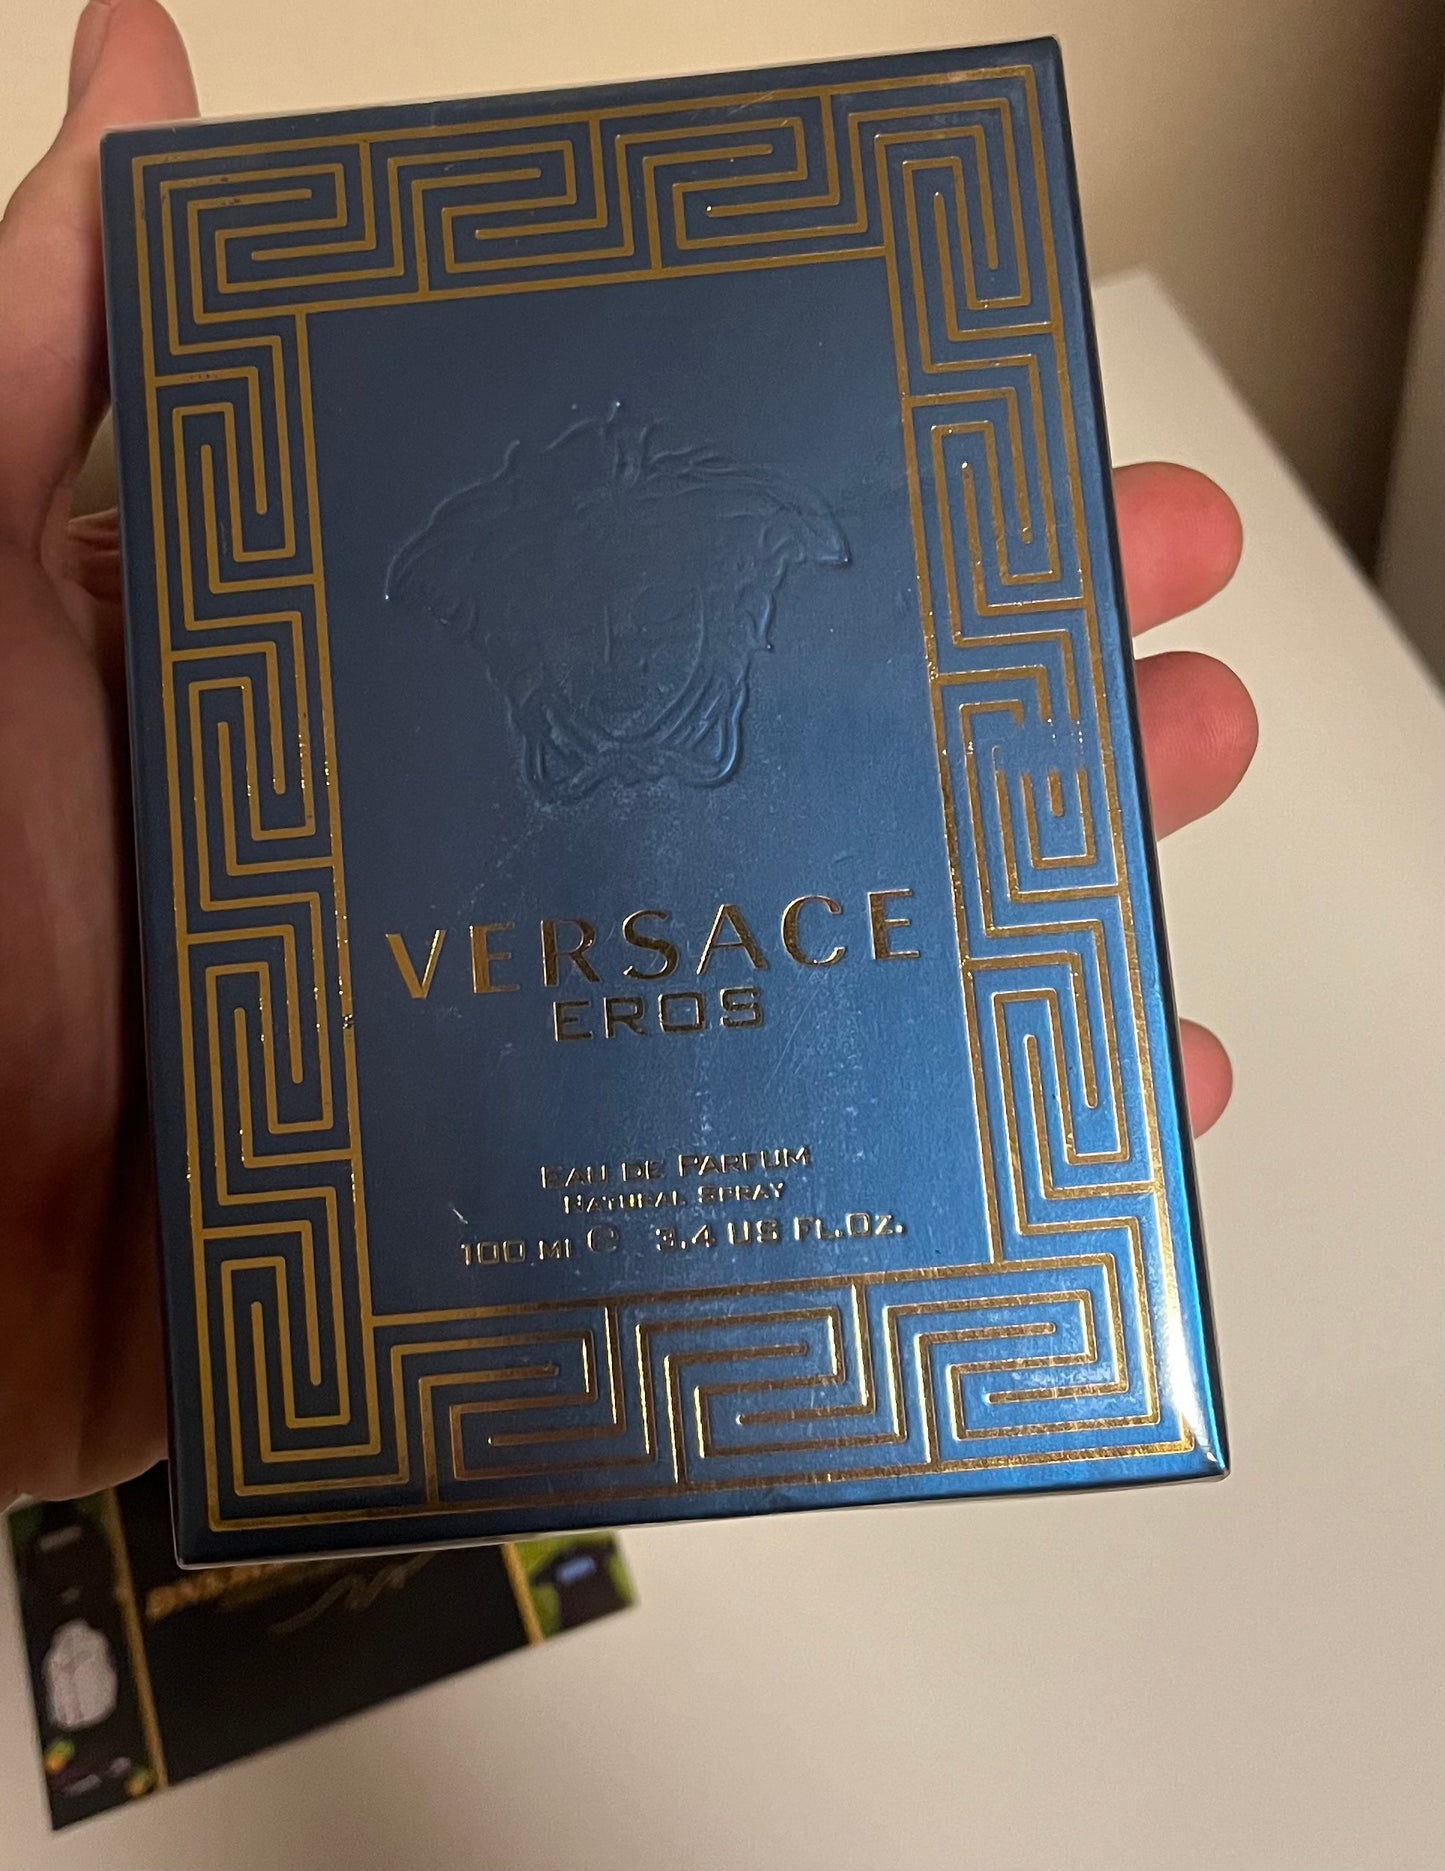 VERSACE
EROS
EAU DE PARFUM
NATURAL SPRAY
100 Ml e 3.4 US FL.OZ.